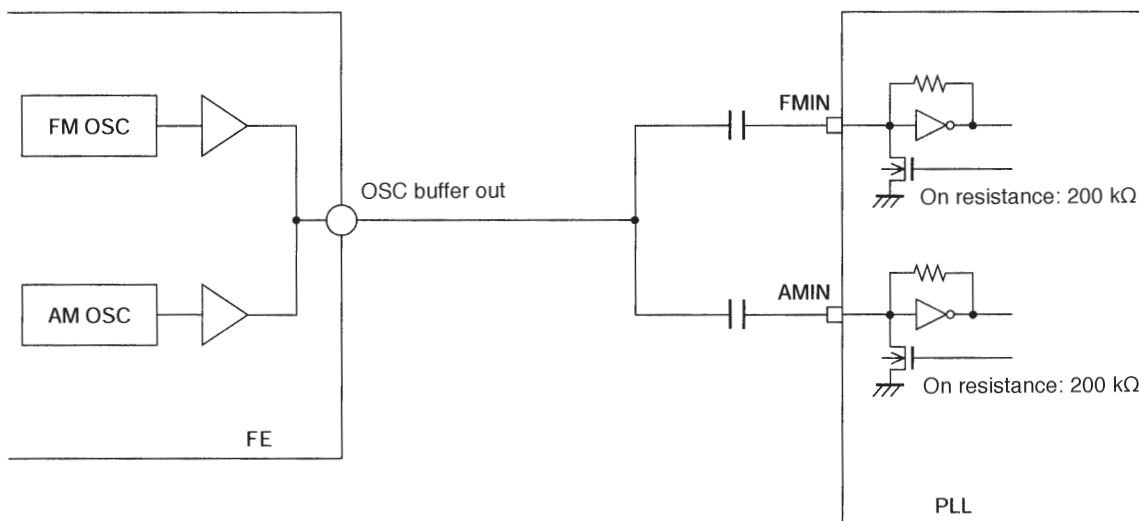 FM OSC
AM OSC
FE
OSC buffer out
FMIN
On resistance: 200 kΩ
AMIN
On resistance: 200 kΩ
PLL